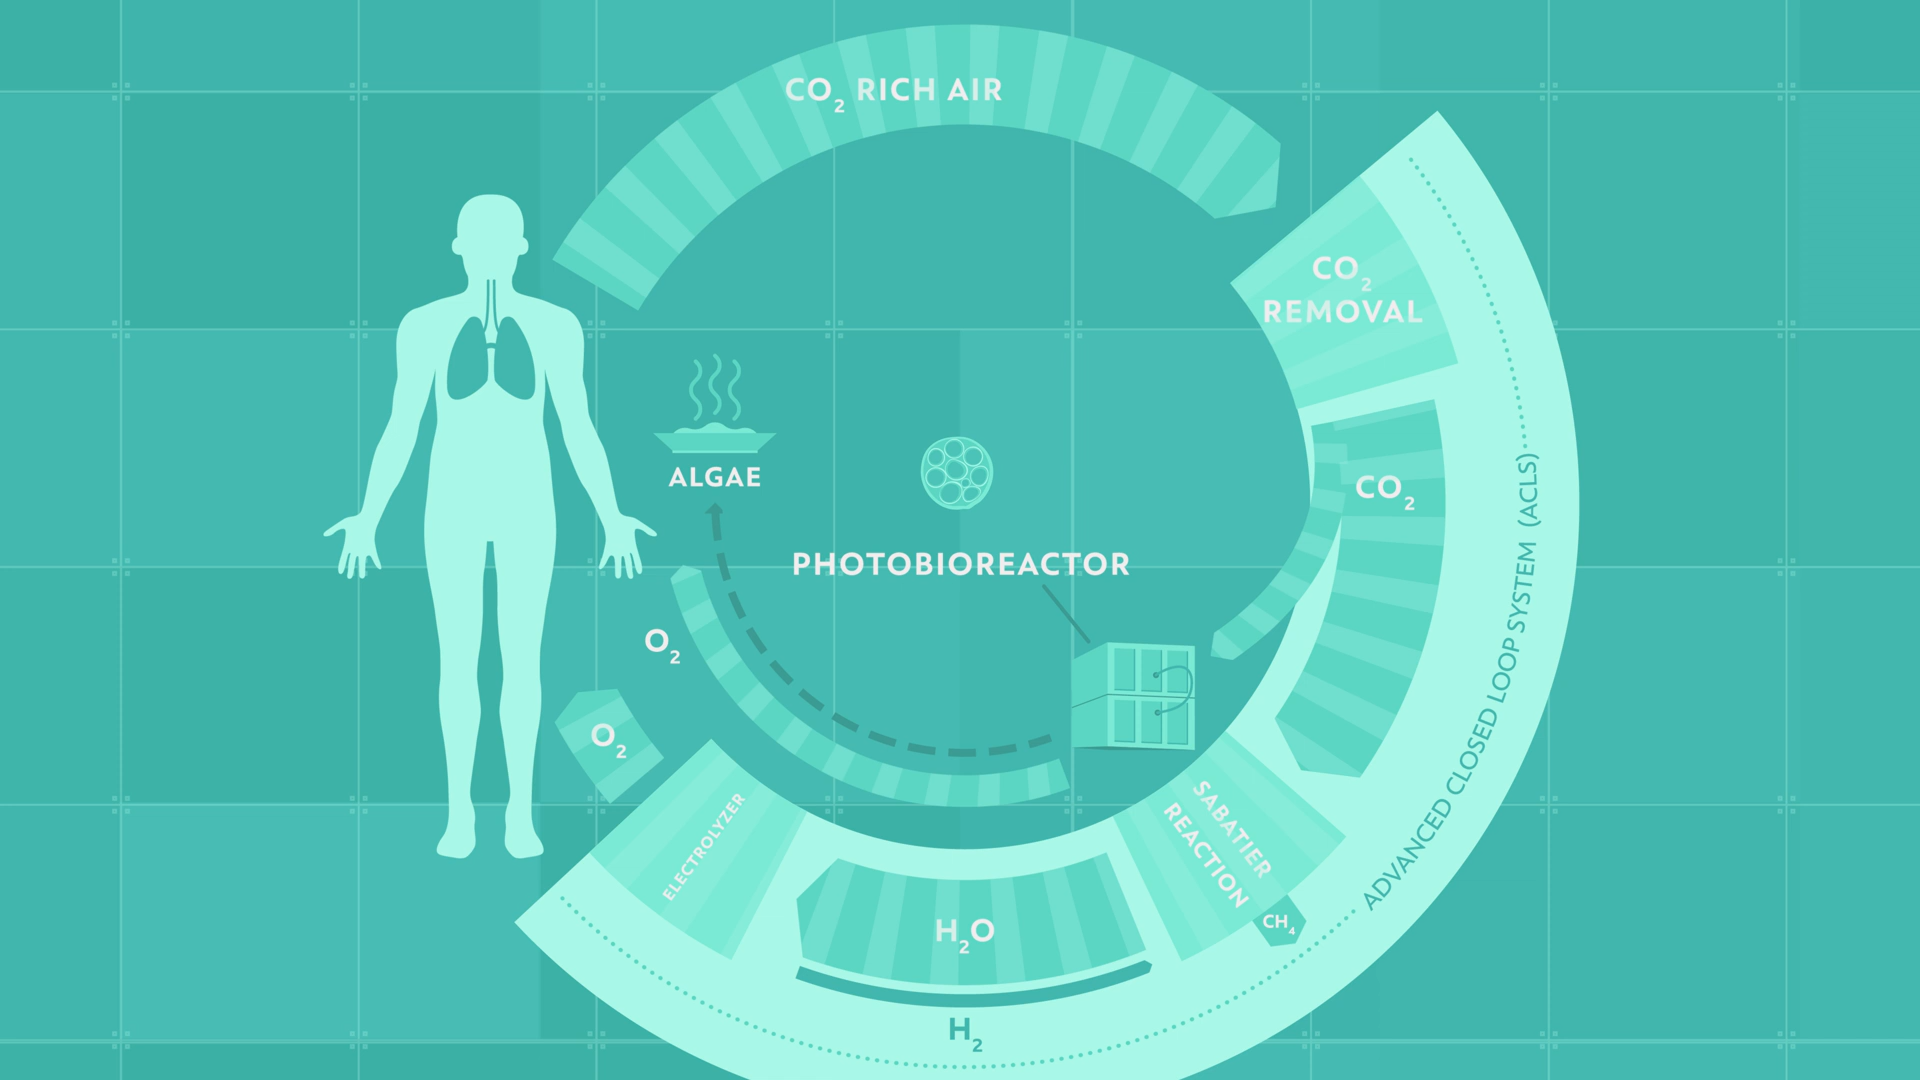 CO₂ RICH AIR
CO₂
REMOVAL
CO₂
ALGAE
PHOTOBIOREACTOR
O₂
O₂
ELECTROLYZER
H₂O
H₂
SABATIER
REACTION
CH₄
ADVANCED CLOSED LOOP SYSTEM (ACLS)